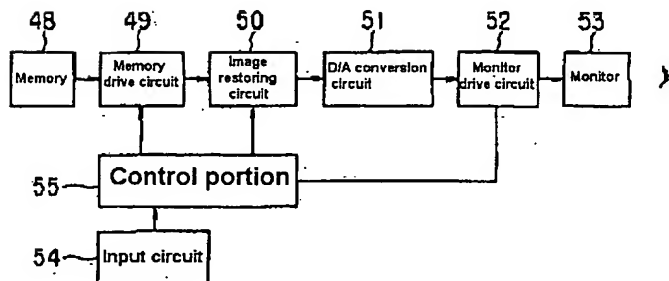 48 49 50 51 52 53
Memory
Memory
drive circuit
Image
restoring
circuit
D/A conversion
circuit
Monitor
drive circuit
Monitor
55
Control portion
54
Input circuit